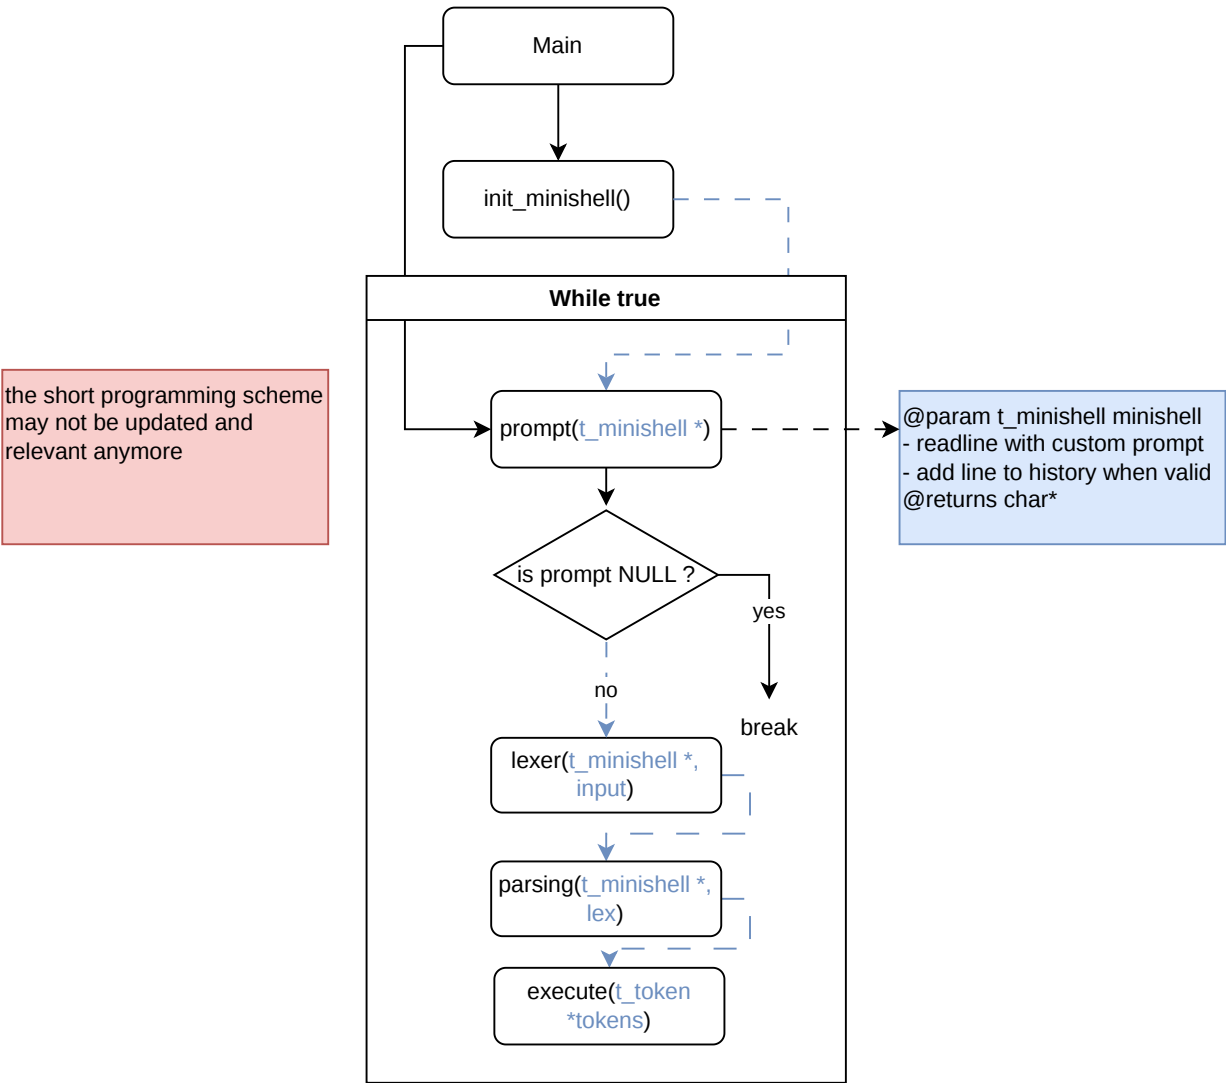 Main
init_minishell()
While true
the short programming scheme
may not be updated and
relevant anymore
prompt(t_minishell *)
@param t_minishell minishell
- readline with custom prompt
- add line to history when valid
@returns char*
is prompt NULL ?
yes
no
break
lexer(t_minishell *,
input)
parsing(t_minishell *,
lex)
execute(t_token
*tokens)